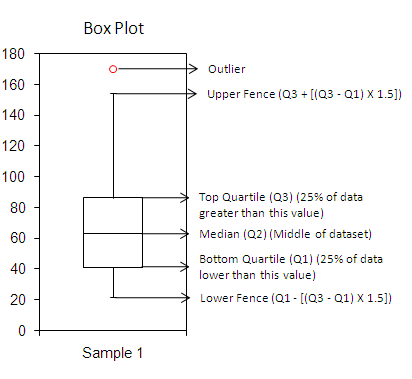 Box Plot
180
160
140
120
100
80
60
40
20
0
Outlier
Upper Fence (Q3 + [(Q3 - Q1) X 1.5])
Top Quartile (Q3) (25% of data
greater than this value)
Median (Q2) (Middle of dataset)
Bottom Quartile (Q1) (25% of data
lower than this value)
Lower Fence (Q1 - [(Q3 - Q1) X 1.5])
Sample 1